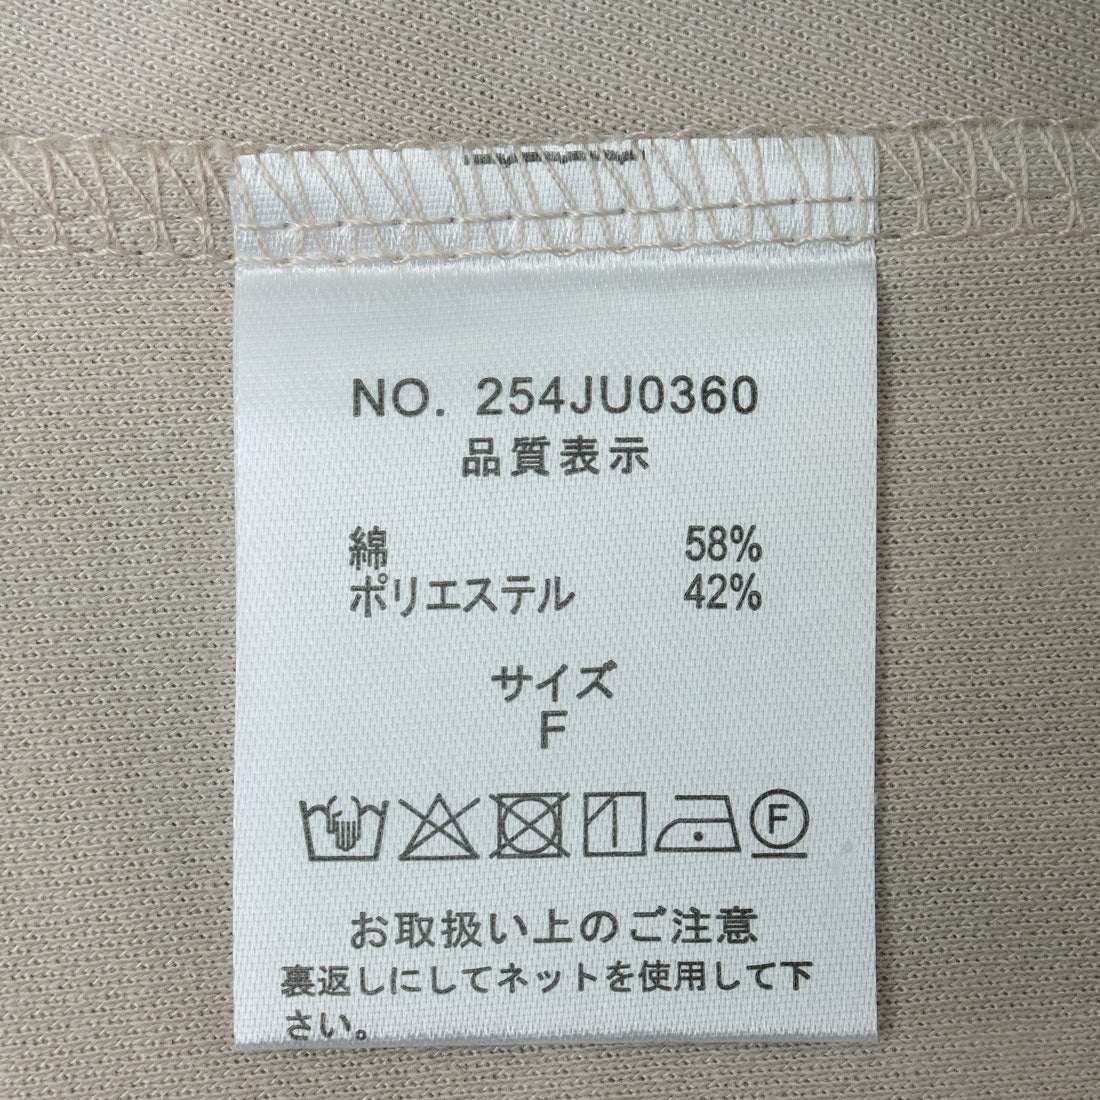 NO. 254JU0360
品質表示
綿 58%
ポリエステル 42%
サイズ
F
F
お取扱い上のご注意
裏返しにしてネットを使用して下
さい。